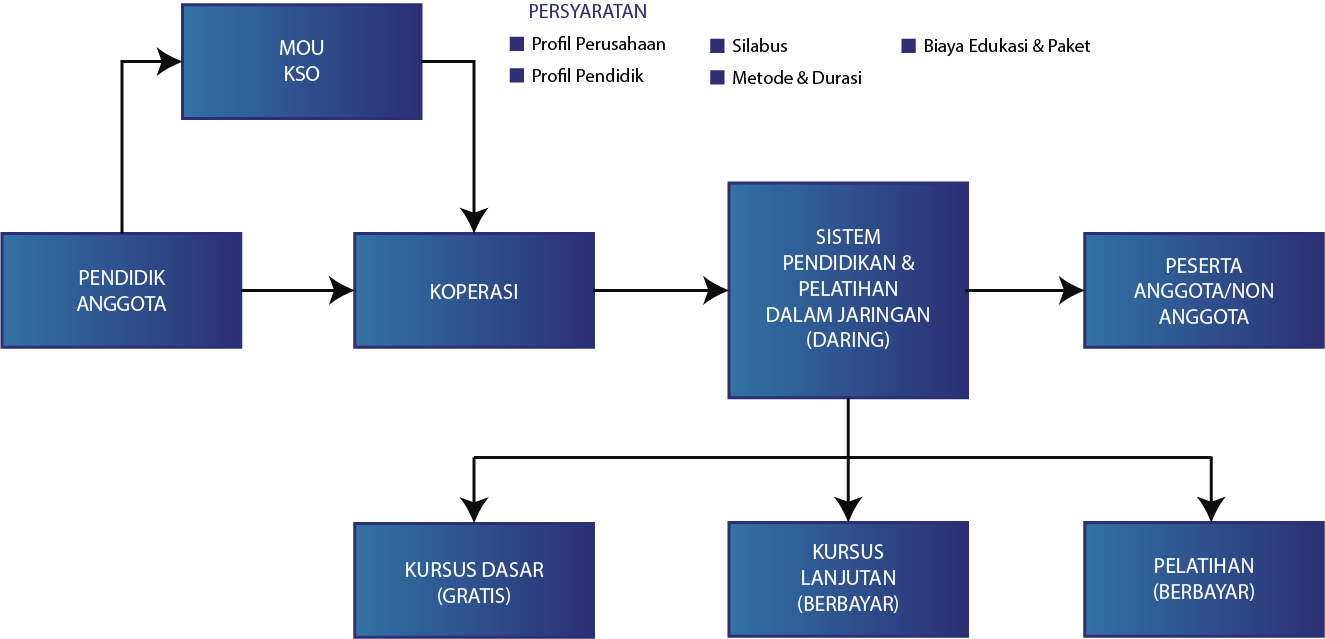 PERSYARATAN
Profil Perusahaan
Profil Pendidik
Silabus
Metode & Durasi
Biaya Edukasi & Paket
MOU
KSO
PENDIDIK
ANGGOTA
KOPERASI
SISTEM
PENDIDIKAN &
PELATIHAN
DALAM JARINGAN
(DARING)
PESERTA
ANGGOTA/NON
ANGGOTA
KURSUS DASAR
(GRATIS)
KURSUS
LANJUTAN
(BERBAYAR)
PELATIHAN
(BERBAYAR)